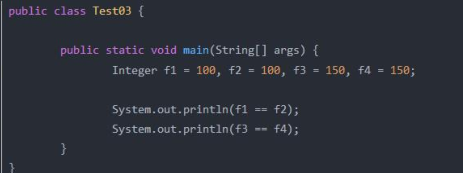 public class Test03 {
public static void main(String[] args) {
Integer f1 = 100, f2 = 100, f3 = 150, f4 = 150;
System.out.println(f1 == f2);
System.out.println(f3 == f4);
}
}